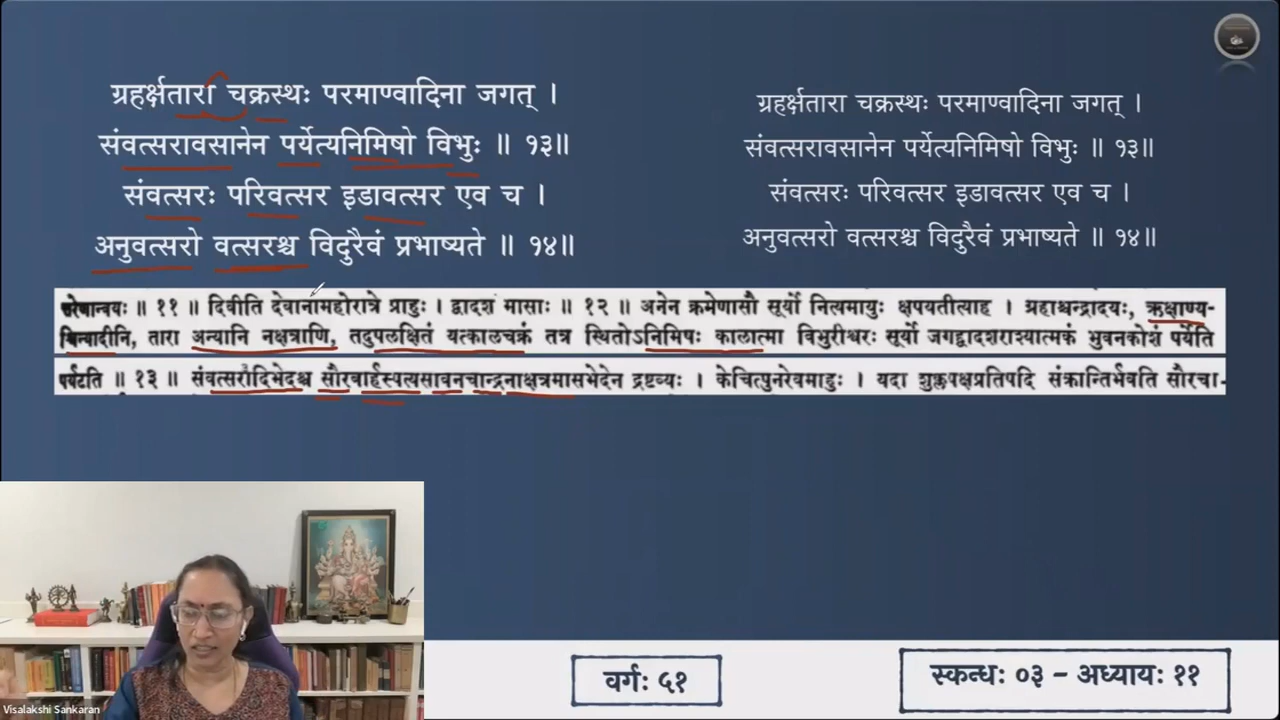 ग्रहर्क्षतारा चक्रस्थः परमाण्वादिना जगत् ।
संवत्सरावसानेन पर्येत्यनिमिषो विभुः ॥ १३॥
संवत्सरः परिवत्सर इडावत्सर एव च ।
अनुवत्सरो वत्सरश्च विदुरैवं प्रभाष्यते ॥ १४॥
ग्रहर्क्षतारा चक्रस्थः परमाण्वादिना जगत् ।
संवत्सरावसानेन पर्येत्यनिमिषो विभुः ॥ १३॥
संवत्सरः परिवत्सर इडावत्सर एव च ।
अनुवत्सरो वत्सरश्च विदुरैवं प्रभाष्यते ॥ १४॥
॥ ११ ॥ दिवीति देवानामहोरात्रे प्राहुः । द्वादश मासाः ॥ १२ ॥ अनेन क्रमेणासौ सूर्यो नित्यमायुः क्षपयतीत्याह । ग्रहाश्चन्द्रादयः, ऋक्षाण्य-
श्विन्यादीनि, तारा अन्यानि नक्षत्राणि, तदुपलक्षितं यत्कालचक्रं तत्र स्थितोऽनिमिषः कालात्मा विभुरीश्वरः सूर्यो जगद्वादशराश्यात्मकं भुवनकोशं पर्येति
पर्यटति ॥ १३ ॥ संवत्सरादिभेदश्च सौरबार्हस्पत्यसावनचान्द्रनाक्षत्रमासभेदेन द्रष्टव्यः । केचित्पुनरेवमाहुः । यदा शुक्लपक्षप्रतिपदि संक्रान्तिर्भवति सौरचा-
Visalakshi Sankaran
वर्गः ५१
स्कन्धः ०३ – अध्यायः ११